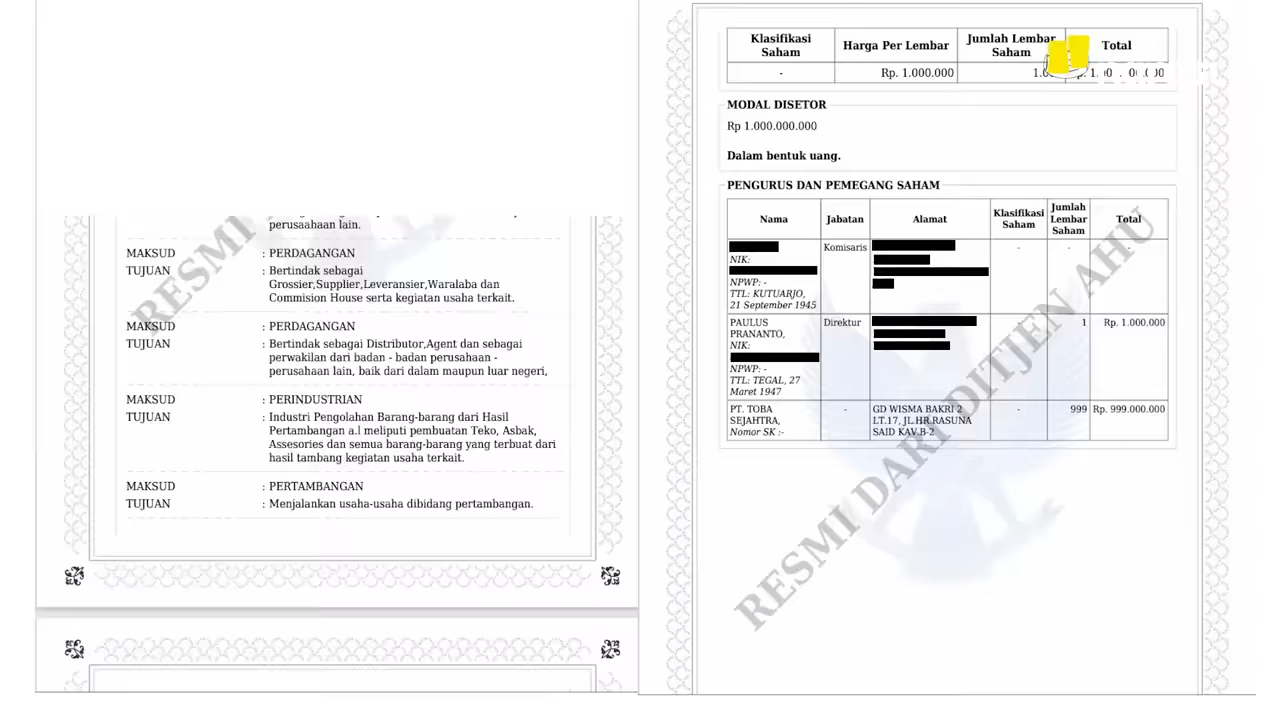 perusaahaan lain.
MAKSUD : PERDAGANGAN
TUJUAN : Bertindak sebagai
Grossier,Supplier,Leveransier,Waralaba dan
Commision House serta kegiatan usaha terkait.
MAKSUD : PERDAGANGAN
TUJUAN : Bertindak sebagai Distributor,Agent dan sebagai
perwakilan dari badan - badan perusahaan -
perusahaan lain, baik dari dalam maupun luar negeri,
MAKSUD : PERINDUSTRIAN
TUJUAN : Industri Pengolahan Barang-barang dari Hasil
Pertambangan a.l meliputi pembuatan Teko, Asbak,
Assesories dan semua barang-barang yang terbuat dari
hasil tambang kegiatan usaha terkait.
MAKSUD : PERTAMBANGAN
TUJUAN : Menjalankan usaha-usaha dibidang pertambangan.
RESMI
Klasifikasi
Saham
Harga Per Lembar
Jumlah Lembar
Saham
Total
-
Rp. 1.000.000
MODAL DISETOR
Rp 1.000.000.000
Dalam bentuk uang.
PENGURUS DAN PEMEGANG SAHAM
Nama
Jabatan
Alamat
Klasifikasi
Saham
Jumlah
Lembar
Saham
Total
NIK:
NPWP: -
TTL: KUTUARJO,
21 September 1945
Komisaris
-
-
-
PAULUS
PRANANTO,
NIK:
NPWP: -
TTL: TEGAL, 27
Maret 1947
Direktur
-
1
Rp. 1.000.000
PT. TOBA
SEJAHTRA,
Nomor SK :-
-
GD WISMA BAKRI 2
LT.17, JL.HR.RASUNA
SAID KAV.B-2
-
999
Rp. 999.000.000
RESMI DARI DITJEN AHU